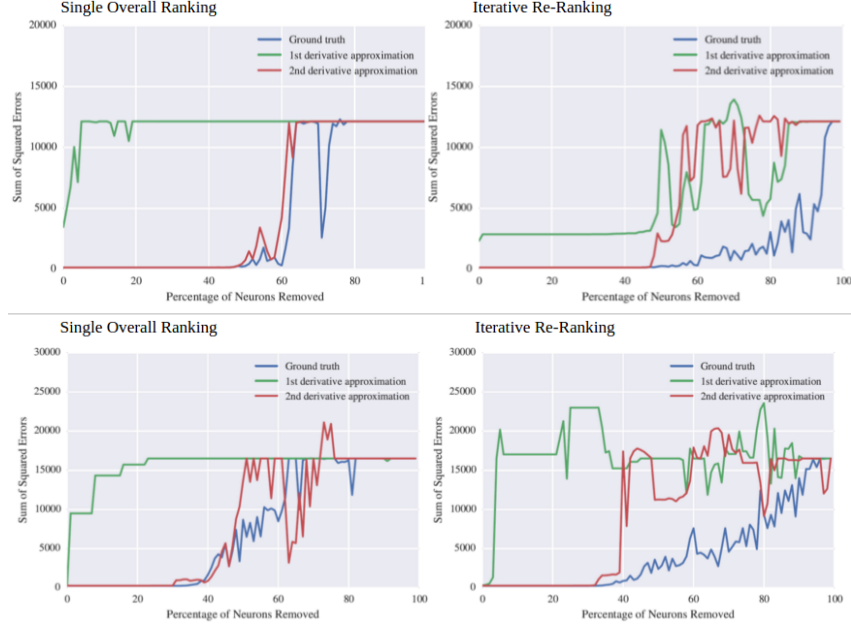 Single Overall Ranking
Iterative Re-Ranking
20000
15000
10000
5000
0
Sum of Squared Errors
Ground truth
1st derivative approximation
2nd derivative approximation
0 20 40 60 80 1
Percentage of Neurons Removed
20000
15000
10000
5000
0
Sum of Squared Errors
Ground truth
1st derivative approximation
2nd derivative approximation
0 20 40 60 80 100
Percentage of Neurons Removed
Single Overall Ranking
Iterative Re-Ranking
30000
25000
20000
15000
10000
5000
0
Sum of Squared Errors
Ground truth
1st derivative approximation
2nd derivative approximation
0 20 40 60 80 100
Percentage of Neurons Removed
30000
25000
20000
15000
10000
5000
0
Sum of Squared Errors
Ground truth
1st derivative approximation
2nd derivative approximation
0 20 40 60 80 100
Percentage of Neurons Removed